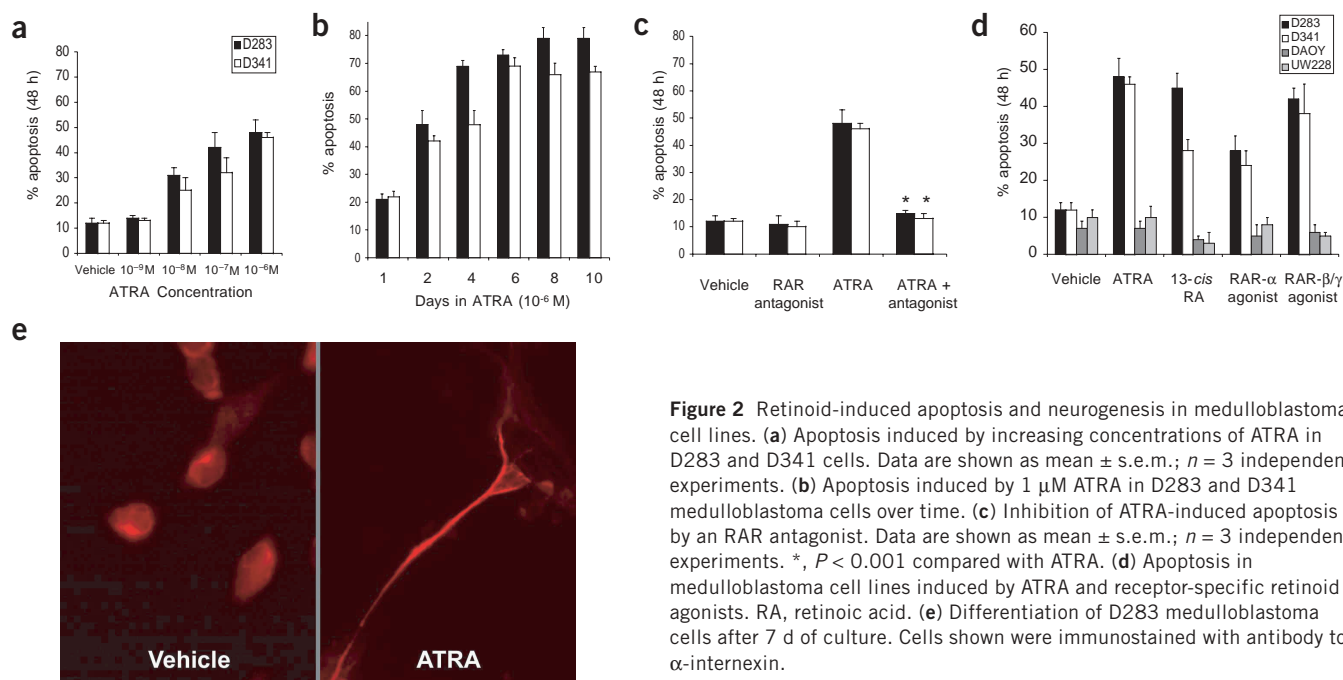 a
D283
D341
80
70
60
50
40
30
20
10
0
% apoptosis (48 h)
Vehicle 10⁻⁹M 10⁻⁸M 10⁻⁷M 10⁻⁶M
ATRA Concentration
b
80
70
60
50
40
30
20
10
0
% apoptosis
1 2 4 6 8 10
Days in ATRA (10⁻⁶ M)
c
80
70
60
50
40
30
20
10
0
% apoptosis (48 h)
* *
Vehicle RAR antagonist ATRA ATRA + antagonist
d
D283
D341
DAOY
UW228
60
50
40
30
20
10
0
% apoptosis (48 h)
Vehicle ATRA 13-cis RA RAR-α agonist RAR-β/γ agonist
e
Vehicle
ATRA
Figure 2 Retinoid-induced apoptosis and neurogenesis in medulloblastoma
cell lines. (a) Apoptosis induced by increasing concentrations of ATRA in
D283 and D341 cells. Data are shown as mean ± s.e.m.; n = 3 independen
experiments. (b) Apoptosis induced by 1 μM ATRA in D283 and D341
medulloblastoma cells over time. (c) Inhibition of ATRA-induced apoptosis
by an RAR antagonist. Data are shown as mean ± s.e.m.; n = 3 independen
experiments. *, P < 0.001 compared with ATRA. (d) Apoptosis in
medulloblastoma cell lines induced by ATRA and receptor-specific retinoid
agonists. RA, retinoic acid. (e) Differentiation of D283 medulloblastoma
cells after 7 d of culture. Cells shown were immunostained with antibody to
α-internexin.